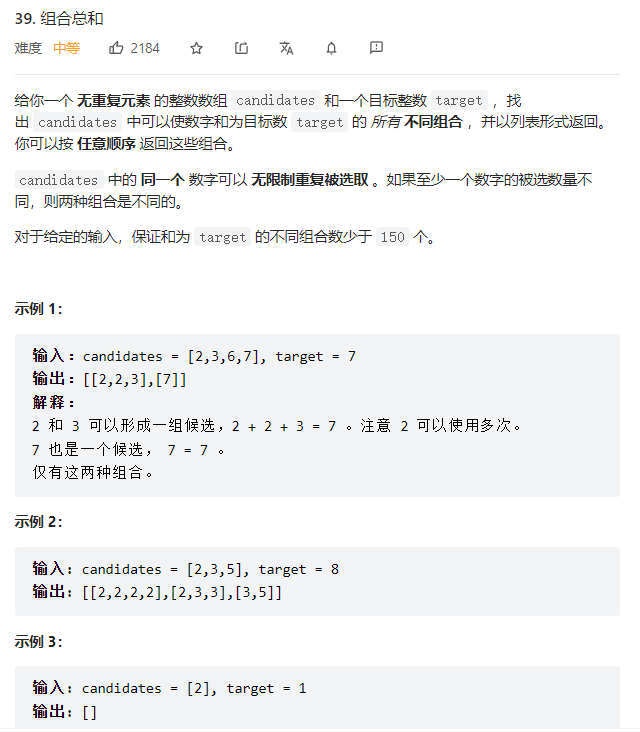 39. 组合总和
难度 中等 2184
给你一个 无重复元素 的整数数组 candidates 和一个目标整数 target ，找
出 candidates 中可以使数字和为目标数 target 的 所有 不同组合 ，并以列表形式返回。
你可以按 任意顺序 返回这些组合。
candidates 中的 同一个 数字可以 无限制重复被选取 。如果至少一个数字的被选数量不
同，则两种组合是不同的。
对于给定的输入，保证和为 target 的不同组合数少于 150 个。
示例 1：
输入：candidates = [2,3,6,7], target = 7
输出：[[2,2,3],[7]]
解释：
2 和 3 可以形成一组候选，2 + 2 + 3 = 7 。注意 2 可以使用多次。
7 也是一个候选， 7 = 7 。
仅有这两种组合。
示例 2：
输入：candidates = [2,3,5], target = 8
输出：[[2,2,2,2],[2,3,3],[3,5]]
示例 3：
输入：candidates = [2], target = 1
输出：[]